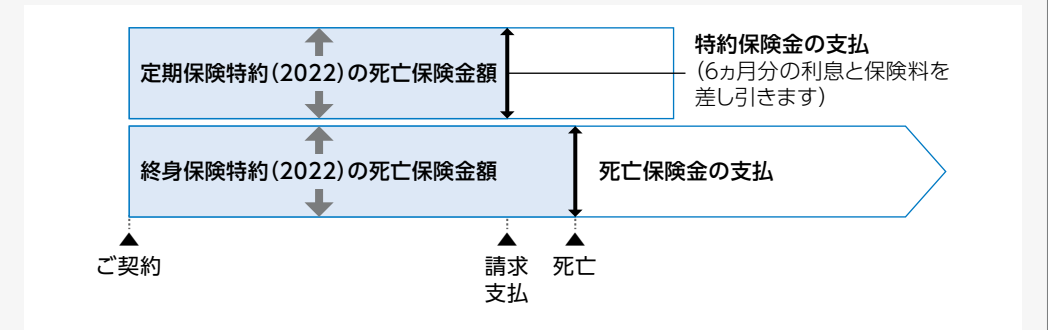 特約保険金の支払
定期保険特約(2022)の死亡保険金額
(6ヵ月分の利息と保険料を
差し引きます)
終身保険特約(2022)の死亡保険金額
死亡保険金の支払
ご契約
請求
支払
死亡